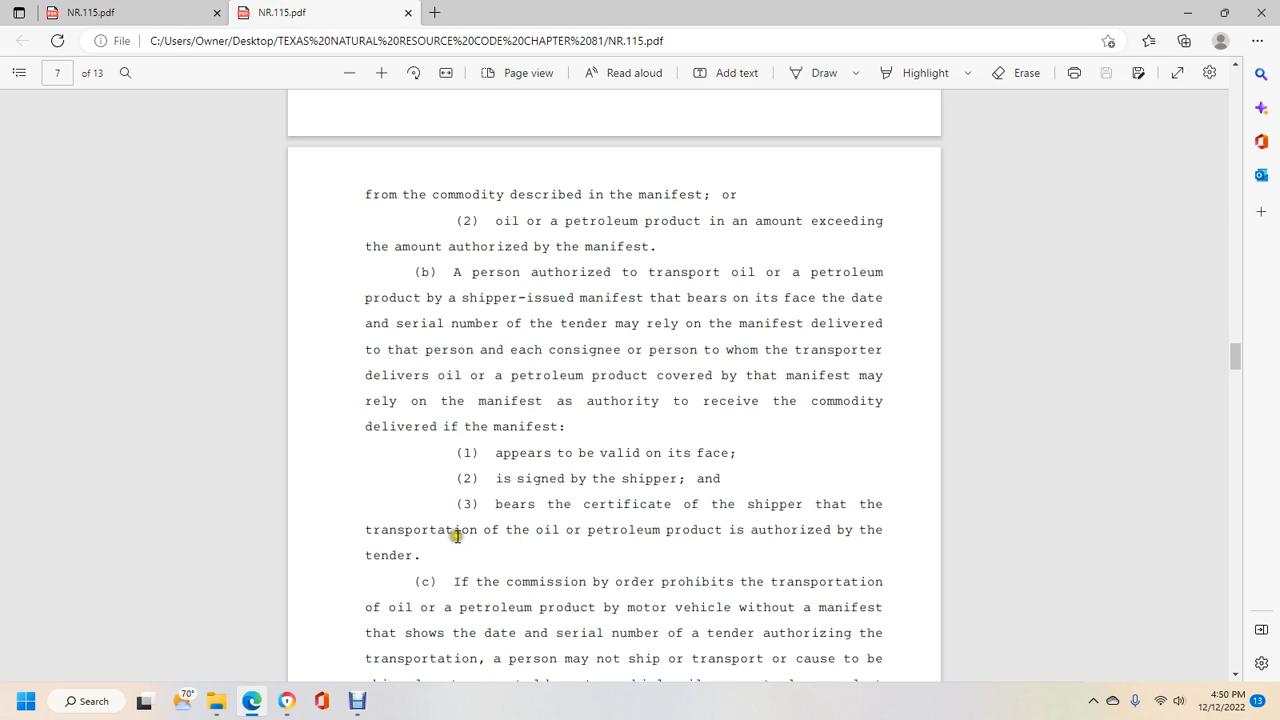 NR.115.pdf
NR.115.pdf
File
C:/Users/Owner/Desktop/TEXAS%20NATURAL%20RESOURCE%20CODE%20CHAPTER%2081/NR.115.pdf
7 of 13
Page view
Read aloud
Add text
Draw
Highlight
Erase
from the commodity described in the manifest; or
(2) oil or a petroleum product in an amount exceeding
the amount authorized by the manifest.
(b) A person authorized to transport oil or a petroleum
product by a shipper-issued manifest that bears on its face the date
and serial number of the tender may rely on the manifest delivered
to that person and each consignee or person to whom the transporter
delivers oil or a petroleum product covered by that manifest may
rely on the manifest as authority to receive the commodity
delivered if the manifest:
(1) appears to be valid on its face;
(2) is signed by the shipper; and
(3) bears the certificate of the shipper that the
transportation of the oil or petroleum product is authorized by the
tender.
(c) If the commission by order prohibits the transportation
of oil or a petroleum product by motor vehicle without a manifest
that shows the date and serial number of a tender authorizing the
transportation, a person may not ship or transport or cause to be
70°
Search
4:50 PM
12/12/2022
13